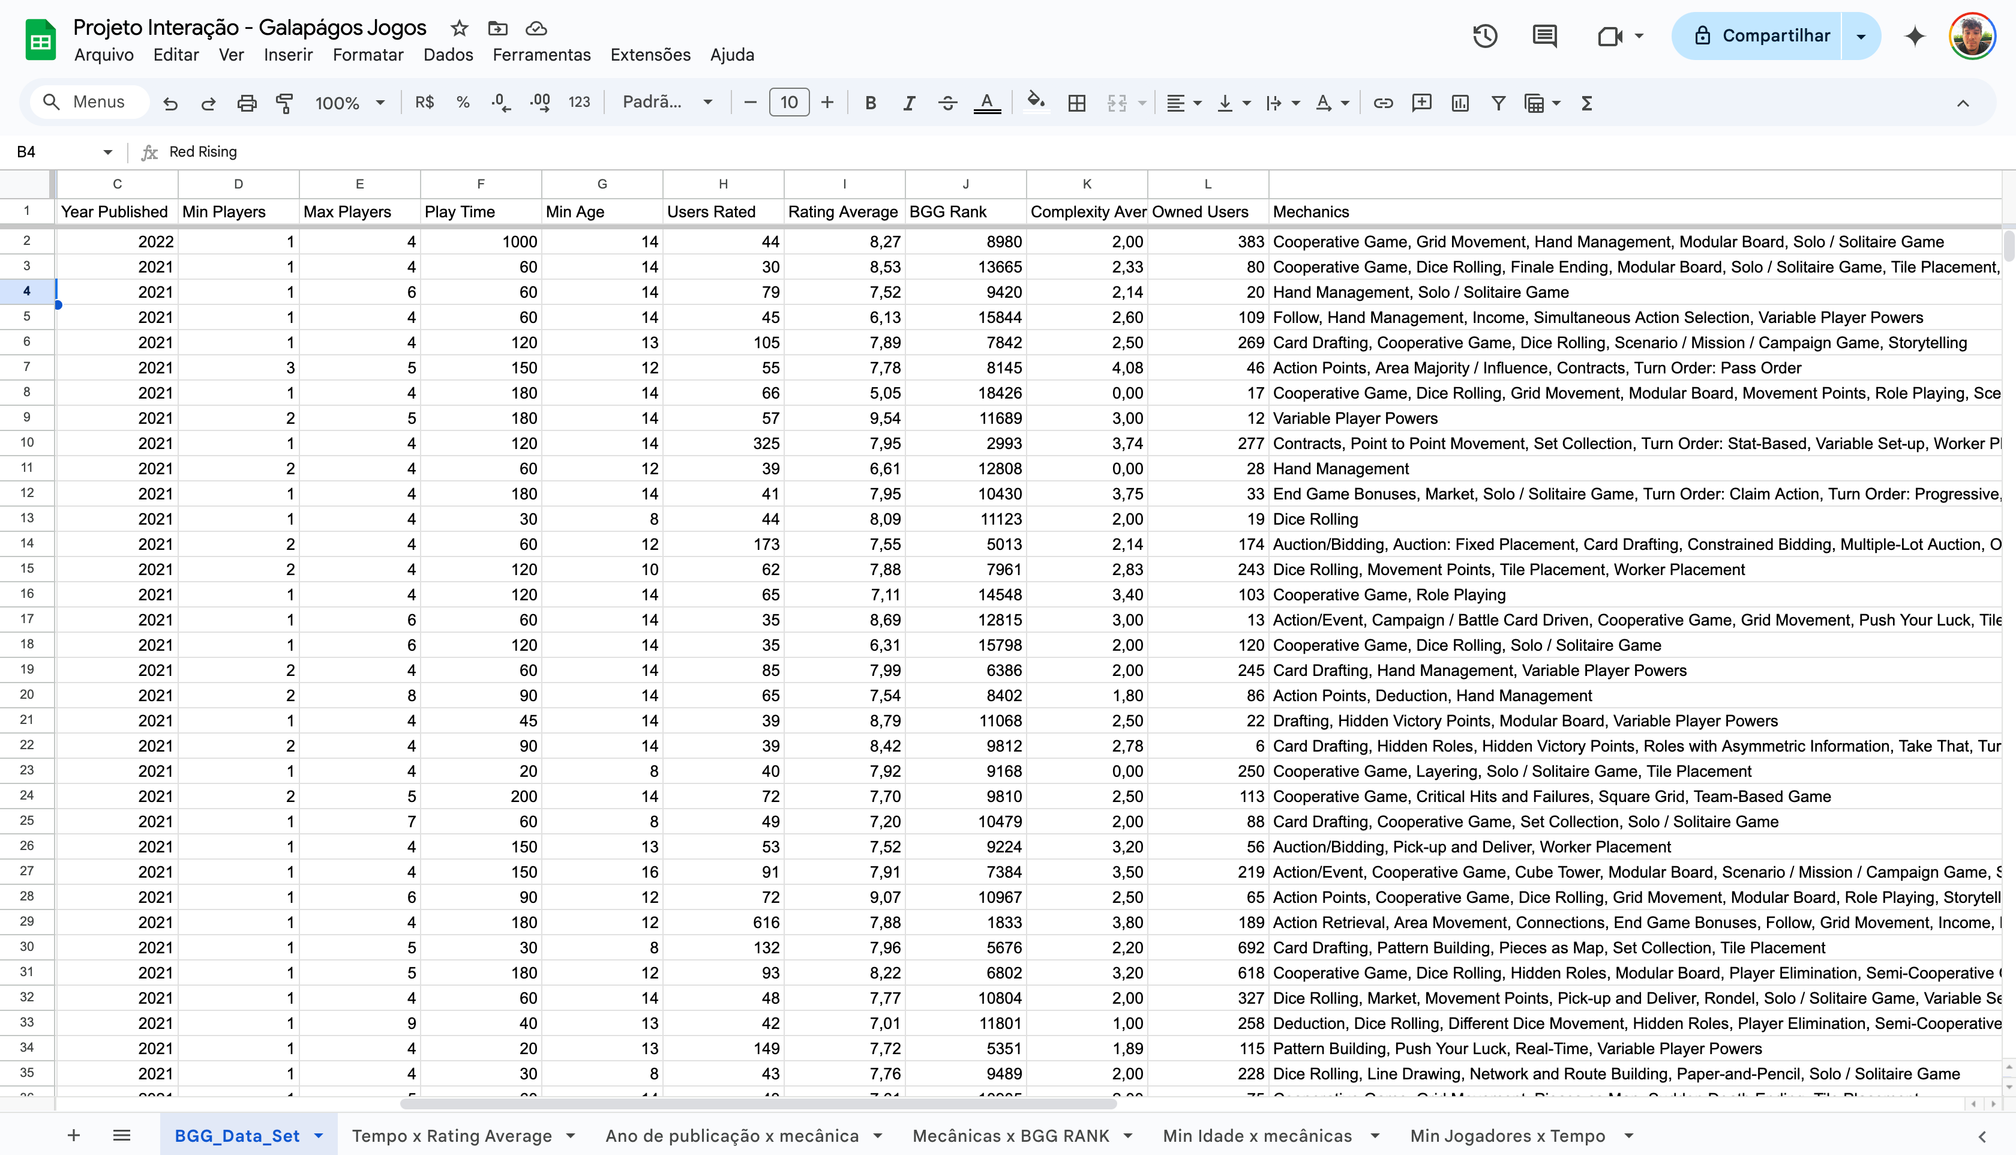 Projeto Interação - Galapágos Jogos
Arquivo Editar Ver Inserir Formatar Dados Ferramentas Extensões Ajuda
Compartilhar
Menus 100% R$ % .0 .00 123 Padrã... 10 B I S A Σ
B4 fx Red Rising
C D E F G H I J K L
1 Year Published Min Players Max Players Play Time Min Age Users Rated Rating Average BGG Rank Complexity Aver Owned Users Mechanics
2 2022 1 4 1000 14 44 8,27 8980 2,00 383 Cooperative Game, Grid Movement, Hand Management, Modular Board, Solo / Solitaire Game
3 2021 1 4 60 14 30 8,53 13665 2,33 80 Cooperative Game, Dice Rolling, Finale Ending, Modular Board, Solo / Solitaire Game, Tile Placement,
4 2021 1 6 60 14 79 7,52 9420 2,14 20 Hand Management, Solo / Solitaire Game
5 2021 1 4 60 14 45 6,13 15844 2,60 109 Follow, Hand Management, Income, Simultaneous Action Selection, Variable Player Powers
6 2021 1 4 120 13 105 7,89 7842 2,50 269 Card Drafting, Cooperative Game, Dice Rolling, Scenario / Mission / Campaign Game, Storytelling
7 2021 3 5 150 12 55 7,78 8145 4,08 46 Action Points, Area Majority / Influence, Contracts, Turn Order: Pass Order
8 2021 1 4 180 14 66 5,05 18426 0,00 17 Cooperative Game, Dice Rolling, Grid Movement, Modular Board, Movement Points, Role Playing, Sce
9 2021 2 5 180 14 57 9,54 11689 3,00 12 Variable Player Powers
10 2021 1 4 120 14 325 7,95 2993 3,74 277 Contracts, Point to Point Movement, Set Collection, Turn Order: Stat-Based, Variable Set-up, Worker Pl
11 2021 2 4 60 12 39 6,61 12808 0,00 28 Hand Management
12 2021 1 4 180 14 41 7,95 10430 3,75 33 End Game Bonuses, Market, Solo / Solitaire Game, Turn Order: Claim Action, Turn Order: Progressive,
13 2021 1 4 30 8 44 8,09 11123 2,00 19 Dice Rolling
14 2021 2 4 60 12 173 7,55 5013 2,14 174 Auction/Bidding, Auction: Fixed Placement, Card Drafting, Constrained Bidding, Multiple-Lot Auction, O
15 2021 2 4 120 10 62 7,88 7961 2,83 243 Dice Rolling, Movement Points, Tile Placement, Worker Placement
16 2021 1 4 120 14 65 7,11 14548 3,40 103 Cooperative Game, Role Playing
17 2021 1 6 60 14 35 8,69 12815 3,00 13 Action/Event, Campaign / Battle Card Driven, Cooperative Game, Grid Movement, Push Your Luck, Tile
18 2021 1 6 120 14 35 6,31 15798 2,00 120 Cooperative Game, Dice Rolling, Solo / Solitaire Game
19 2021 2 4 60 14 85 7,99 6386 2,00 245 Card Drafting, Hand Management, Variable Player Powers
20 2021 2 8 90 14 65 7,54 8402 1,80 86 Action Points, Deduction, Hand Management
21 2021 1 4 45 14 39 8,79 11068 2,50 22 Drafting, Hidden Victory Points, Modular Board, Variable Player Powers
22 2021 2 4 90 14 39 8,42 9812 2,78 6 Card Drafting, Hidden Roles, Hidden Victory Points, Roles with Asymmetric Information, Take That, Tur
23 2021 1 4 20 8 40 7,92 9168 0,00 250 Cooperative Game, Layering, Solo / Solitaire Game, Tile Placement
24 2021 2 5 200 14 72 7,70 9810 2,50 113 Cooperative Game, Critical Hits and Failures, Square Grid, Team-Based Game
25 2021 1 7 60 8 49 7,20 10479 2,00 88 Card Drafting, Cooperative Game, Set Collection, Solo / Solitaire Game
26 2021 1 4 150 13 53 7,52 9224 3,20 56 Auction/Bidding, Pick-up and Deliver, Worker Placement
27 2021 1 4 150 16 91 7,91 7384 3,50 219 Action/Event, Cooperative Game, Cube Tower, Modular Board, Scenario / Mission / Campaign Game, S
28 2021 1 6 90 12 72 9,07 10967 2,50 65 Action Points, Cooperative Game, Dice Rolling, Grid Movement, Modular Board, Role Playing, Storytell
29 2021 1 4 180 12 616 7,88 1833 3,80 189 Action Retrieval, Area Movement, Connections, End Game Bonuses, Follow, Grid Movement, Income,
30 2021 1 5 30 8 132 7,96 5676 2,20 692 Card Drafting, Pattern Building, Pieces as Map, Set Collection, Tile Placement
31 2021 1 5 180 12 93 8,22 6802 3,20 618 Cooperative Game, Dice Rolling, Hidden Roles, Modular Board, Player Elimination, Semi-Cooperative
32 2021 1 4 60 14 48 7,77 10804 2,00 327 Dice Rolling, Market, Movement Points, Pick-up and Deliver, Rondel, Solo / Solitaire Game, Variable Se
33 2021 1 9 40 13 42 7,01 11801 1,00 258 Deduction, Dice Rolling, Different Dice Movement, Hidden Roles, Player Elimination, Semi-Cooperative
34 2021 1 4 20 13 149 7,72 5351 1,89 115 Pattern Building, Push Your Luck, Real-Time, Variable Player Powers
35 2021 1 4 30 8 43 7,76 9489 2,00 228 Dice Rolling, Line Drawing, Network and Route Building, Paper-and-Pencil, Solo / Solitaire Game
BGG_Data_Set Tempo x Rating Average Ano de publicação x mecânica Mecânicas x BGG RANK Min Idade x mecânicas Min Jogadores x Tempo